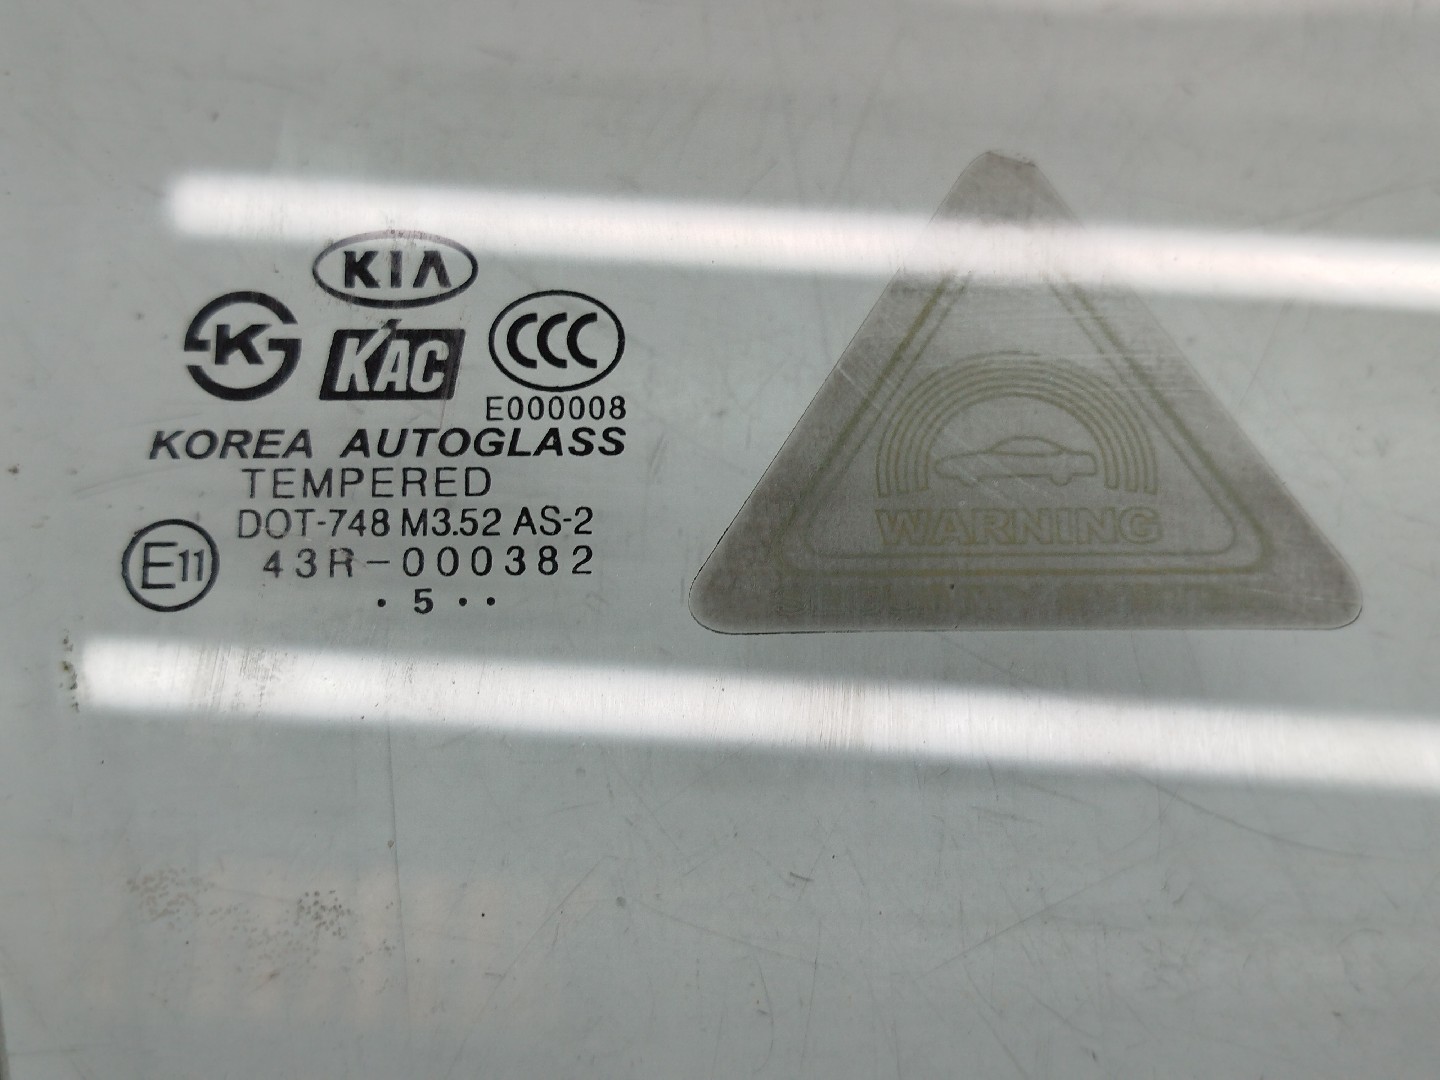 KIA
K
KAC
CCC
E000008
KOREA AUTOGLASS
TEMPERED
DOT-748 M3.52 AS-2
E11
43R-000382
. 5 . .
WARNING